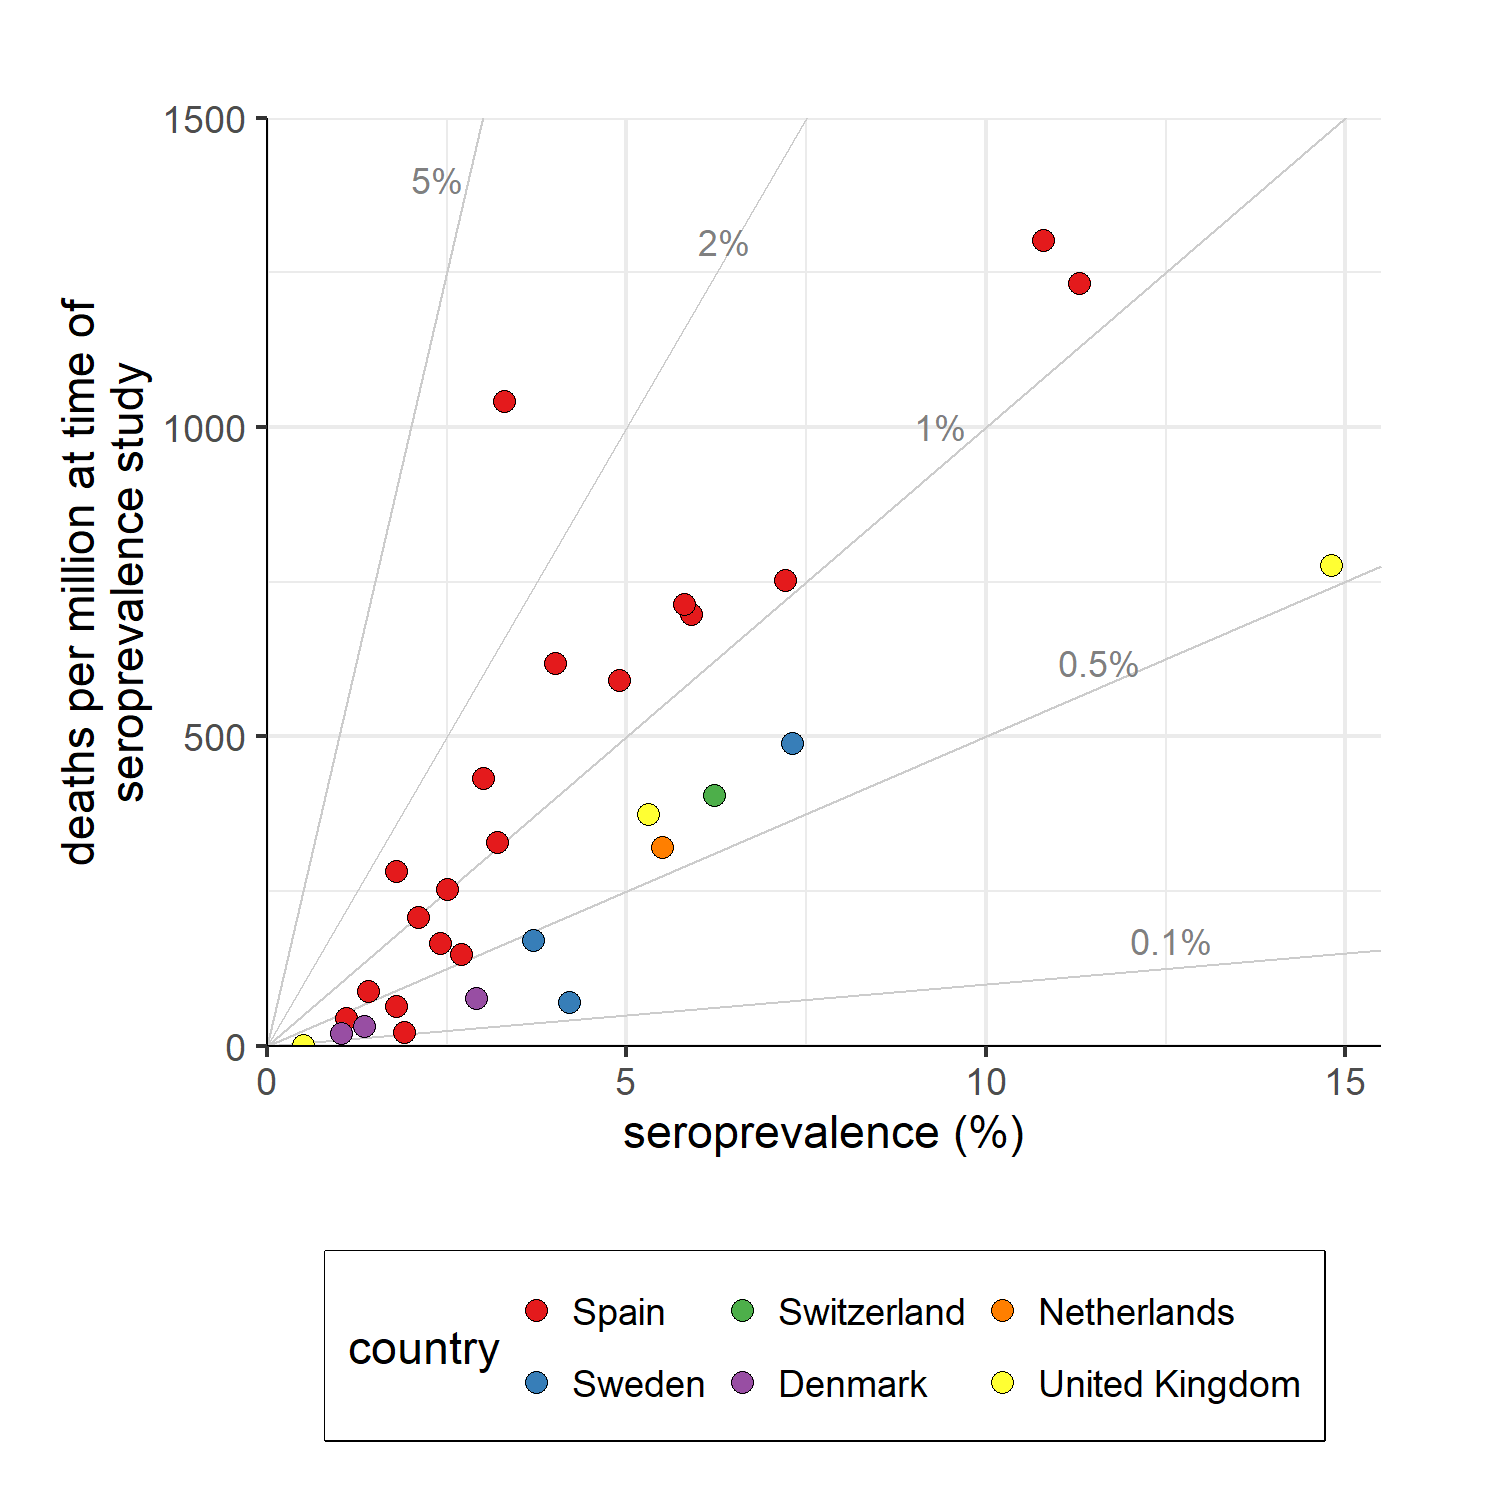 1500
1000
500
0
deaths per million at time of
seroprevalence study
5%
2%
1%
0.5%
0.1%
0
5
10
15
seroprevalence (%)
country
Spain
Switzerland
Netherlands
Sweden
Denmark
United Kingdom